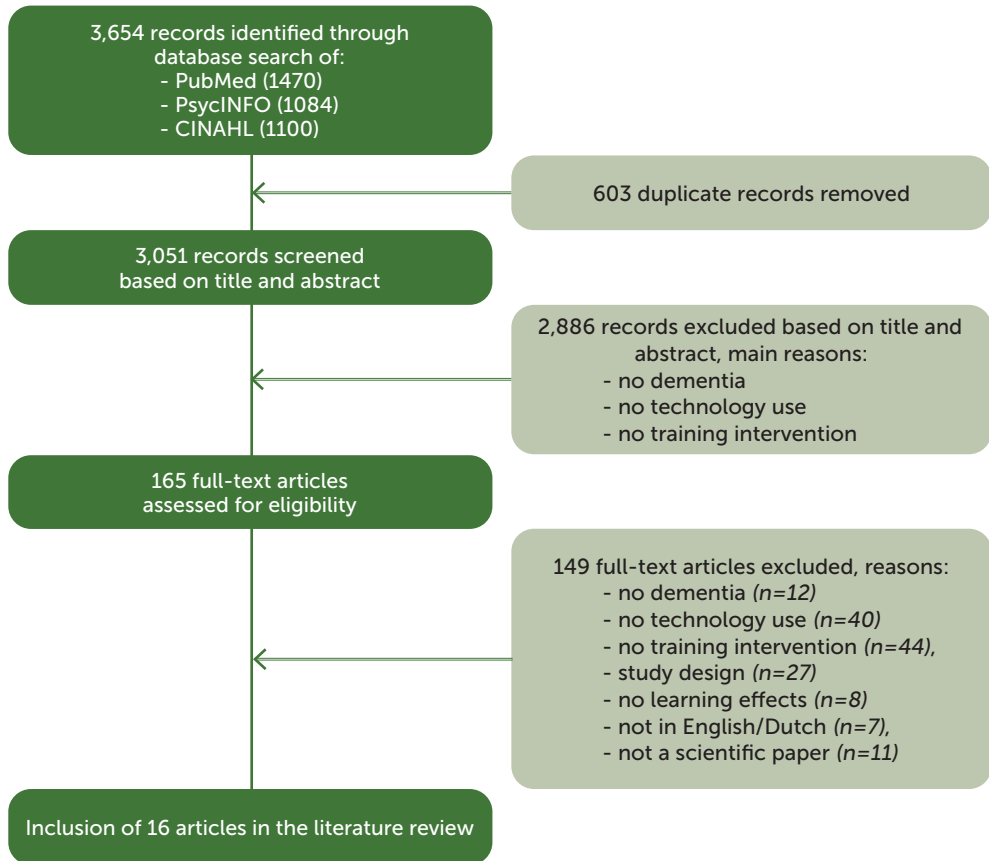 3,654 records identified through
database search of:
- PubMed (1470)
- PsycINFO (1084)
- CINAHL (1100)
603 duplicate records removed
3,051 records screened
based on title and abstract
2,886 records excluded based on title and
abstract, main reasons:
- no dementia
- no technology use
- no training intervention
165 full-text articles
assessed for eligibility
149 full-text articles excluded, reasons:
- no dementia (n=12)
- no technology use (n=40)
- no training intervention (n=44),
- study design (n=27)
- no learning effects (n=8)
- not in English/Dutch (n=7),
- not a scientific paper (n=11)
Inclusion of 16 articles in the literature review